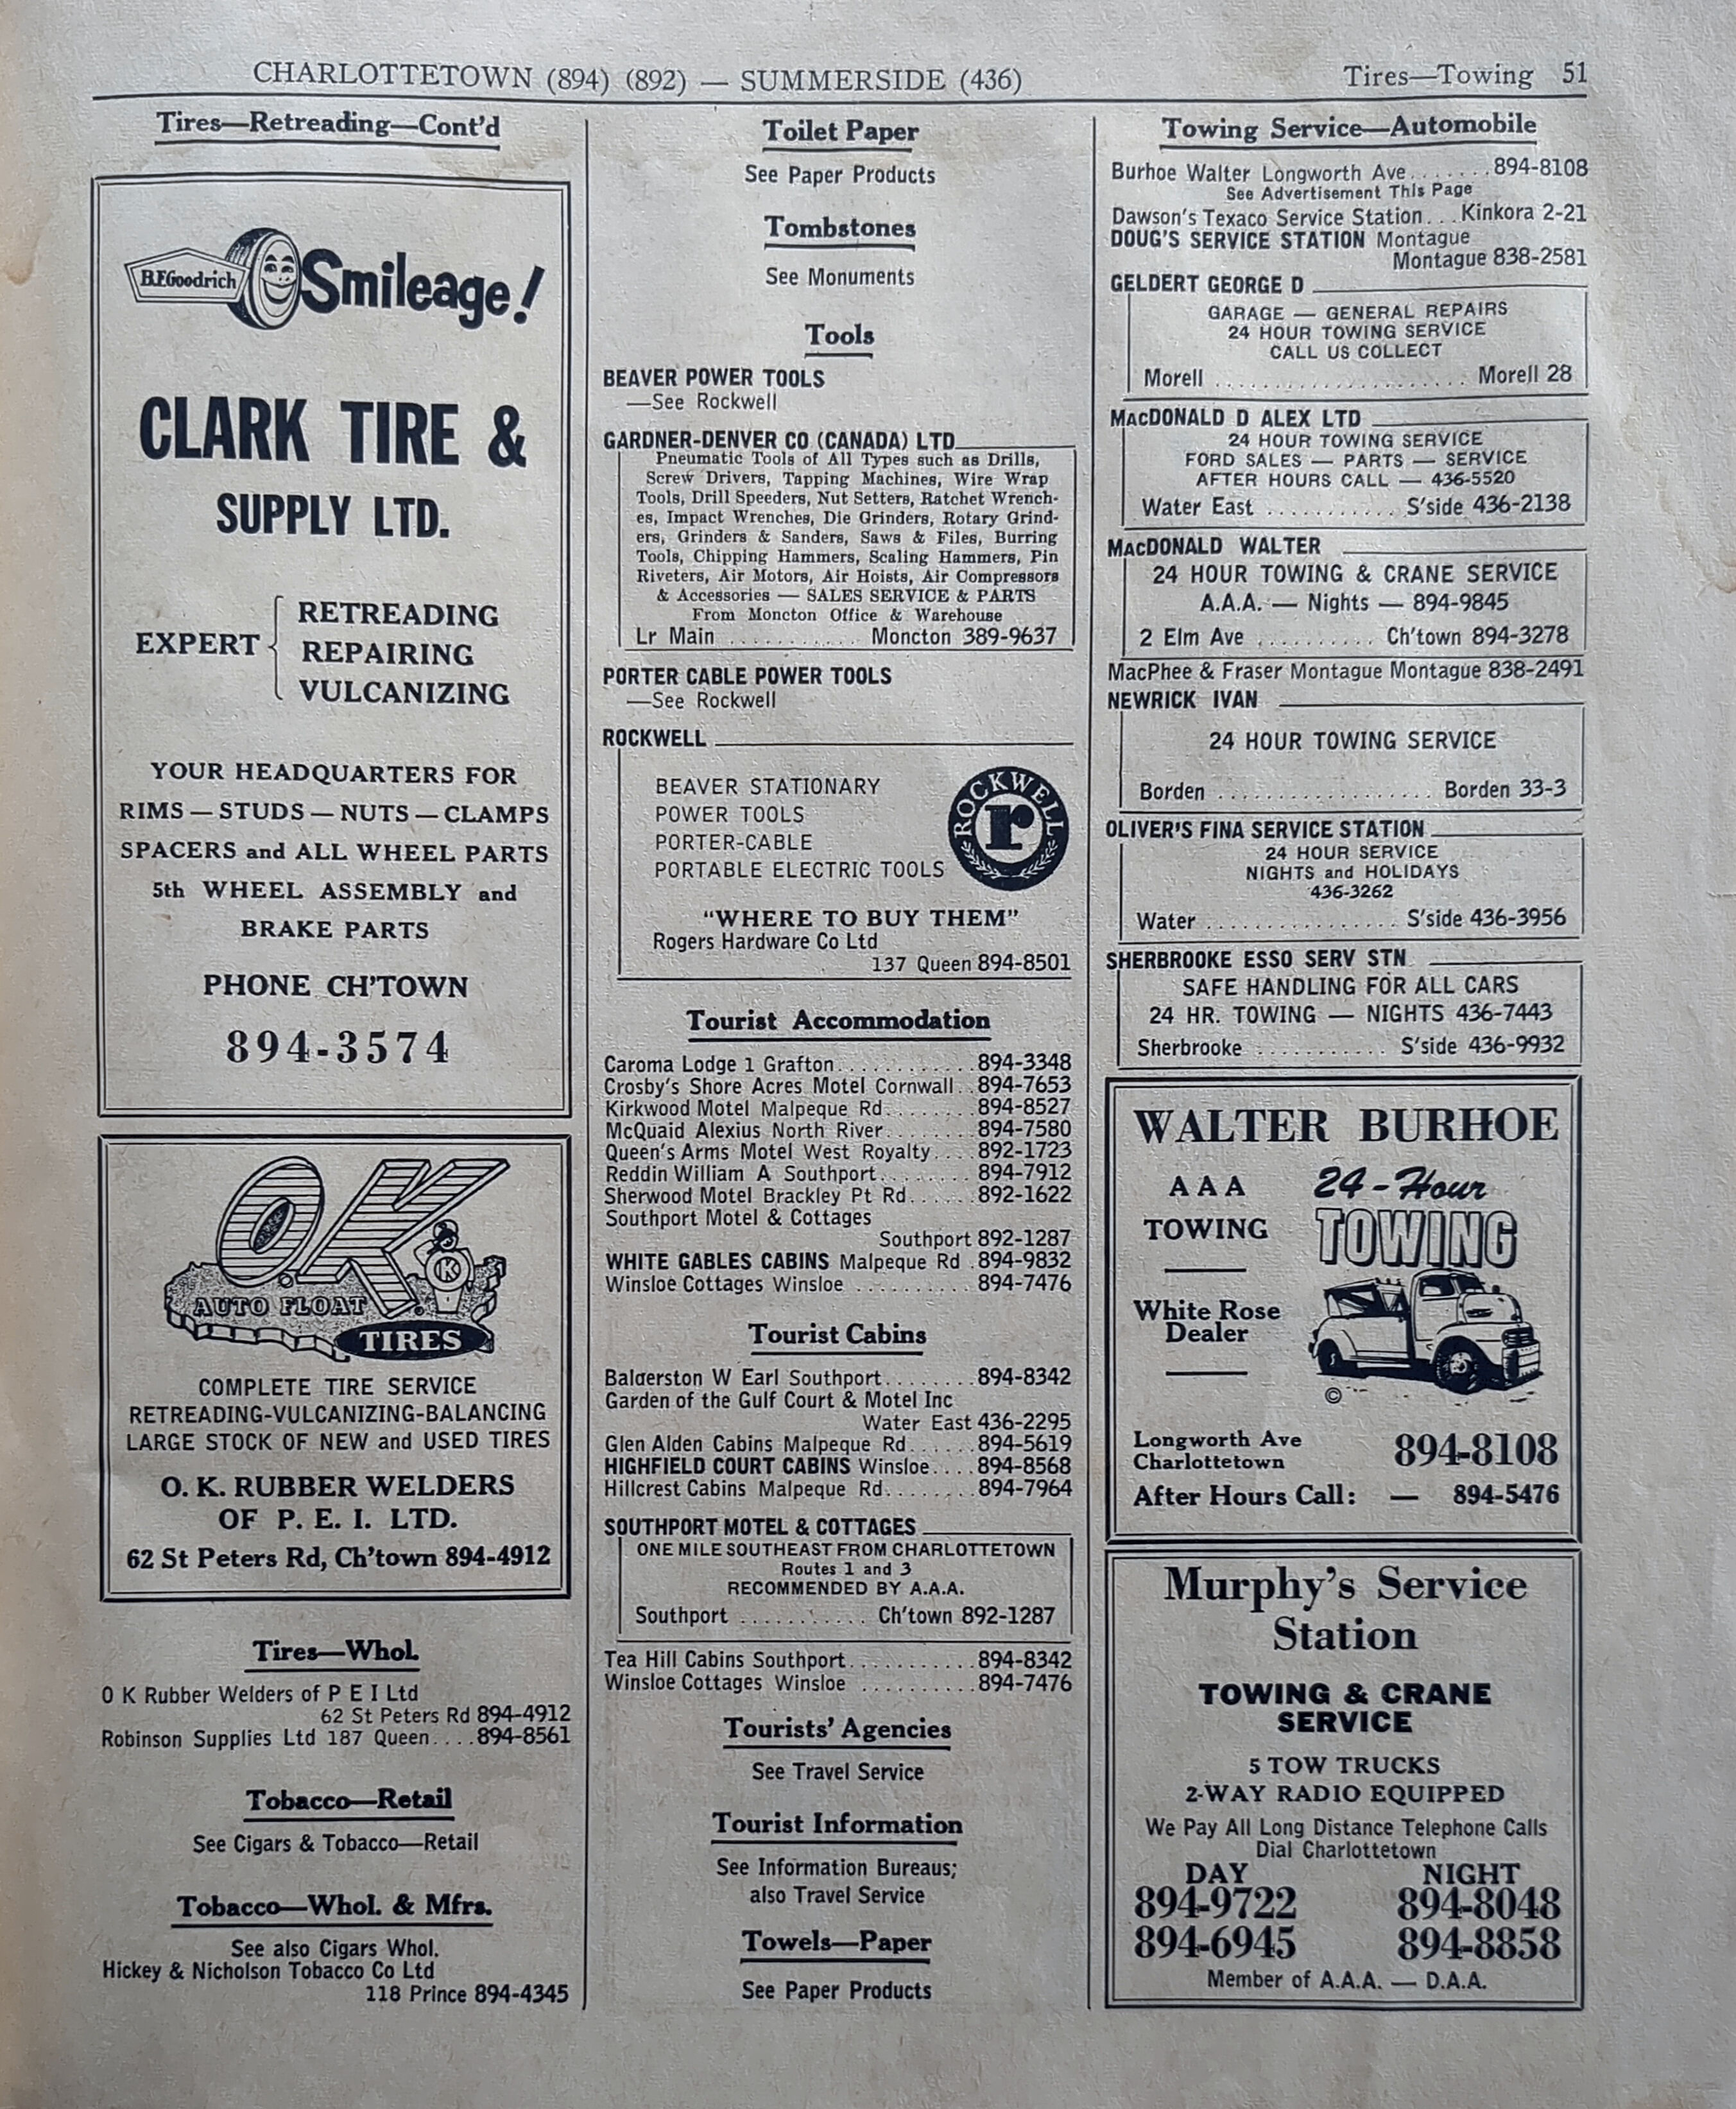 CHARLOTTETOWN (894) (892) — SUMMERSIDE (436)
Tires—Towing 51
Tires—Retreading—Cont'd
B.F.Goodrich
Smileage!
CLARK TIRE &
SUPPLY LTD.
EXPERT
RETREADING
REPAIRING
VULCANIZING
YOUR HEADQUARTERS FOR
RIMS — STUDS — NUTS — CLAMPS
SPACERS and ALL WHEEL PARTS
5th WHEEL ASSEMBLY and
BRAKE PARTS
PHONE CH'TOWN
894-3574
O.K.
K
AUTO FLOAT
TIRES
COMPLETE TIRE SERVICE
RETREADING-VULCANIZING-BALANCING
LARGE STOCK OF NEW and USED TIRES
O. K. RUBBER WELDERS
OF P. E. I. LTD.
62 St Peters Rd, Ch'town 894-4912
Tires—Whol.
O K Rubber Welders of P E I Ltd
62 St Peters Rd 894-4912
Robinson Supplies Ltd 187 Queen....894-8561
Tobacco—Retail
See Cigars & Tobacco—Retail
Tobacco—Whol. & Mfrs.
See also Cigars Whol.
Hickey & Nicholson Tobacco Co Ltd
118 Prince 894-4345
Toilet Paper
See Paper Products
Tombstones
See Monuments
Tools
BEAVER POWER TOOLS
—See Rockwell
GARDNER-DENVER CO (CANADA) LTD
Pneumatic Tools of All Types such as Drills,
Screw Drivers, Tapping Machines, Wire Wrap
Tools, Drill Speeders, Nut Setters, Ratchet Wrench-
es, Impact Wrenches, Die Grinders, Rotary Grind-
ers, Grinders & Sanders, Saws & Files, Burring
Tools, Chipping Hammers, Scaling Hammers, Pin
Riveters, Air Motors, Air Hoists, Air Compressors
& Accessories — SALES SERVICE & PARTS
From Moncton Office & Warehouse
Lr Main ........... Moncton 389-9637
PORTER CABLE POWER TOOLS
—See Rockwell
ROCKWELL
BEAVER STATIONARY
POWER TOOLS
PORTER-CABLE
PORTABLE ELECTRIC TOOLS
ROCKWELL
r
"WHERE TO BUY THEM"
Rogers Hardware Co Ltd
137 Queen 894-8501
Tourist Accommodation
Caroma Lodge 1 Grafton............894-3348
Crosby's Shore Acres Motel Cornwall..894-7653
Kirkwood Motel Malpeque Rd........894-8527
McQuaid Alexius North River........894-7580
Queen's Arms Motel West Royalty....892-1723
Reddin William A Southport........894-7912
Sherwood Motel Brackley Pt Rd......892-1622
Southport Motel & Cottages
Southport 892-1287
WHITE GABLES CABINS Malpeque Rd .894-9832
Winsloe Cottages Winsloe ..........894-7476
Tourist Cabins
Balderston W Earl Southport........894-8342
Garden of the Gulf Court & Motel Inc
Water East 436-2295
Glen Alden Cabins Malpeque Rd......894-5619
HIGHFIELD COURT CABINS Winsloe....894-8568
Hillcrest Cabins Malpeque Rd........894-7964
SOUTHPORT MOTEL & COTTAGES
ONE MILE SOUTHEAST FROM CHARLOTTETOWN
Routes 1 and 3
RECOMMENDED BY A.A.A.
Southport ........... Ch'town 892-1287
Tea Hill Cabins Southport...........894-8342
Winsloe Cottages Winsloe ..........894-7476
Tourists' Agencies
See Travel Service
Tourist Information
See Information Bureaus;
also Travel Service
Towels—Paper
See Paper Products
Towing Service—Automobile
Burhoe Walter Longworth Ave.......894-8108
See Advertisement This Page
Dawson's Texaco Service Station...Kinkora 2-21
DOUG'S SERVICE STATION Montague
Montague 838-2581
GELDERT GEORGE D
GARAGE — GENERAL REPAIRS
24 HOUR TOWING SERVICE
CALL US COLLECT
Morell .................... Morell 28
MacDONALD D ALEX LTD
24 HOUR TOWING SERVICE
FORD SALES — PARTS — SERVICE
AFTER HOURS CALL — 436-5520
Water East .......... S'side 436-2138
MacDONALD WALTER
24 HOUR TOWING & CRANE SERVICE
A.A.A. — Nights — 894-9845
2 Elm Ave .......... Ch'town 894-3278
MacPhee & Fraser Montague Montague 838-2491
NEWRICK IVAN
24 HOUR TOWING SERVICE
Borden ................. Borden 33-3
OLIVER'S FINA SERVICE STATION
24 HOUR SERVICE
NIGHTS and HOLIDAYS
436-3262
Water ............... S'side 436-3956
SHERBROOKE ESSO SERV STN
SAFE HANDLING FOR ALL CARS
24 HR. TOWING — NIGHTS 436-7443
Sherbrooke ........... S'side 436-9932
WALTER BURHOE
AAA
TOWING
24-Hour
TOWING
White Rose
Dealer
©
Longworth Ave
Charlottetown
894-8108
After Hours Call: — 894-5476
Murphy's Service
Station
TOWING & CRANE
SERVICE
5 TOW TRUCKS
2-WAY RADIO EQUIPPED
We Pay All Long Distance Telephone Calls
Dial Charlottetown
DAY NIGHT
894-9722 894-8048
894-6945 894-8858
Member of A.A.A. — D.A.A.